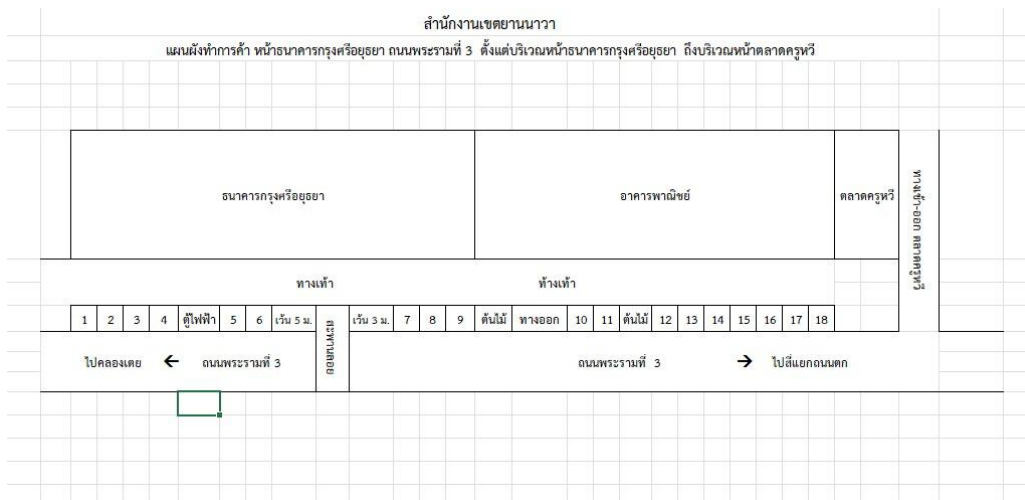 สำนักงานเขตยานนาวา
แผนผังทำการค้า หน้าธนาคารกรุงศรีอยุธยา ถนนพระรามที่ 3 ตั้งแต่บริเวณหน้าธนาคารกรุงศรีอยุธยา ถึงบริเวณหน้าตลาดครูหวี
ธนาคารกรุงศรีอยุธยา อาคารพาณิชย์ ตลาดครูหวี
ทางเข้า-ออก ตลาดครูหวี
ทางเท้า ท้างเท้า
1 2 3 4 ตู้ไฟฟ้า 5 6 เว้น 5 ม. เว้น 3 ม. 7 8 9 ต้นไม้ ทางออก 10 11 ต้นไม้ 12 13 14 15 16 17 18
สะพานลอย
ไปคลองเตย ← ถนนพระรามที่ 3 ถนนพระรามที่ 3 → ไปสี่แยกถนนตก